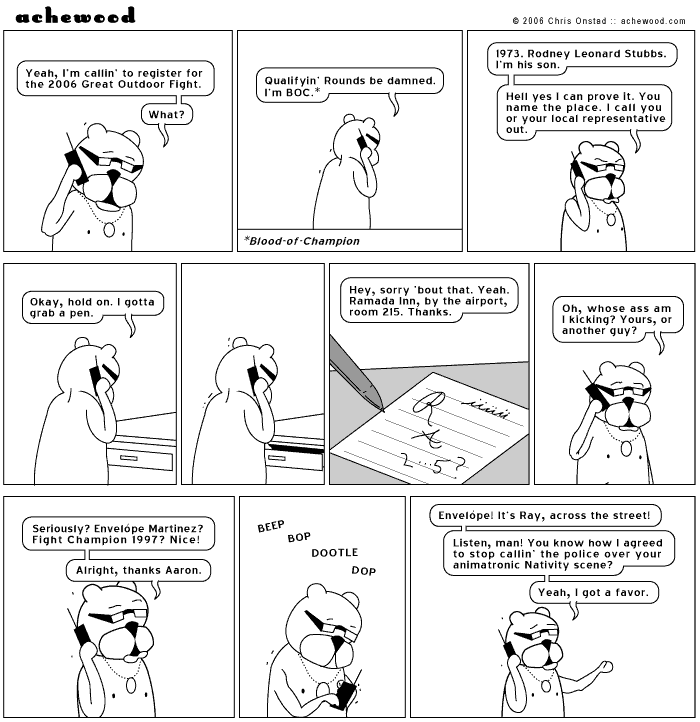 achewood
© 2006 Chris Onstad :: achewood.com
Yeah, I'm callin' to register for
the 2006 Great Outdoor Fight.
What?
Qualifyin' Rounds be damned.
I'm BOC.*
*Blood-of-Champion
1973. Rodney Leonard Stubbs.
I'm his son.
Hell yes I can prove it. You
name the place. I call you
or your local representative
out.
Okay, hold on. I gotta
grab a pen.
Hey, sorry 'bout that. Yeah.
Ramada Inn, by the airport,
room 215. Thanks.
R
2...5?
Oh, whose ass am
I kicking? Yours, or
another guy?
Seriously? Envelópe Martinez?
Fight Champion 1997? Nice!
Alright, thanks Aaron.
BEEP
BOP
DOOTLE
DOP
Envelópe! It's Ray, across the street!
Listen, man! You know how I agreed
to stop callin' the police over your
animatronic Nativity scene?
Yeah, I got a favor.